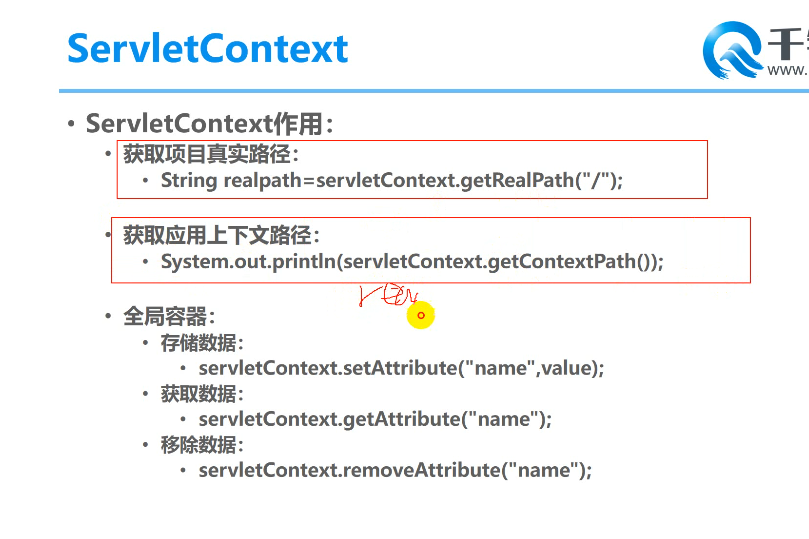 ServletContext
千
www.
• ServletContext作用：
• 获取项目真实路径：
• String realpath=servletContext.getRealPath("/");
• 获取应用上下文路径：
• System.out.println(servletContext.getContextPath());
• 全局容器：
• 存储数据：
• servletContext.setAttribute("name",value);
• 获取数据：
• servletContext.getAttribute("name");
• 移除数据：
• servletContext.removeAttribute("name");